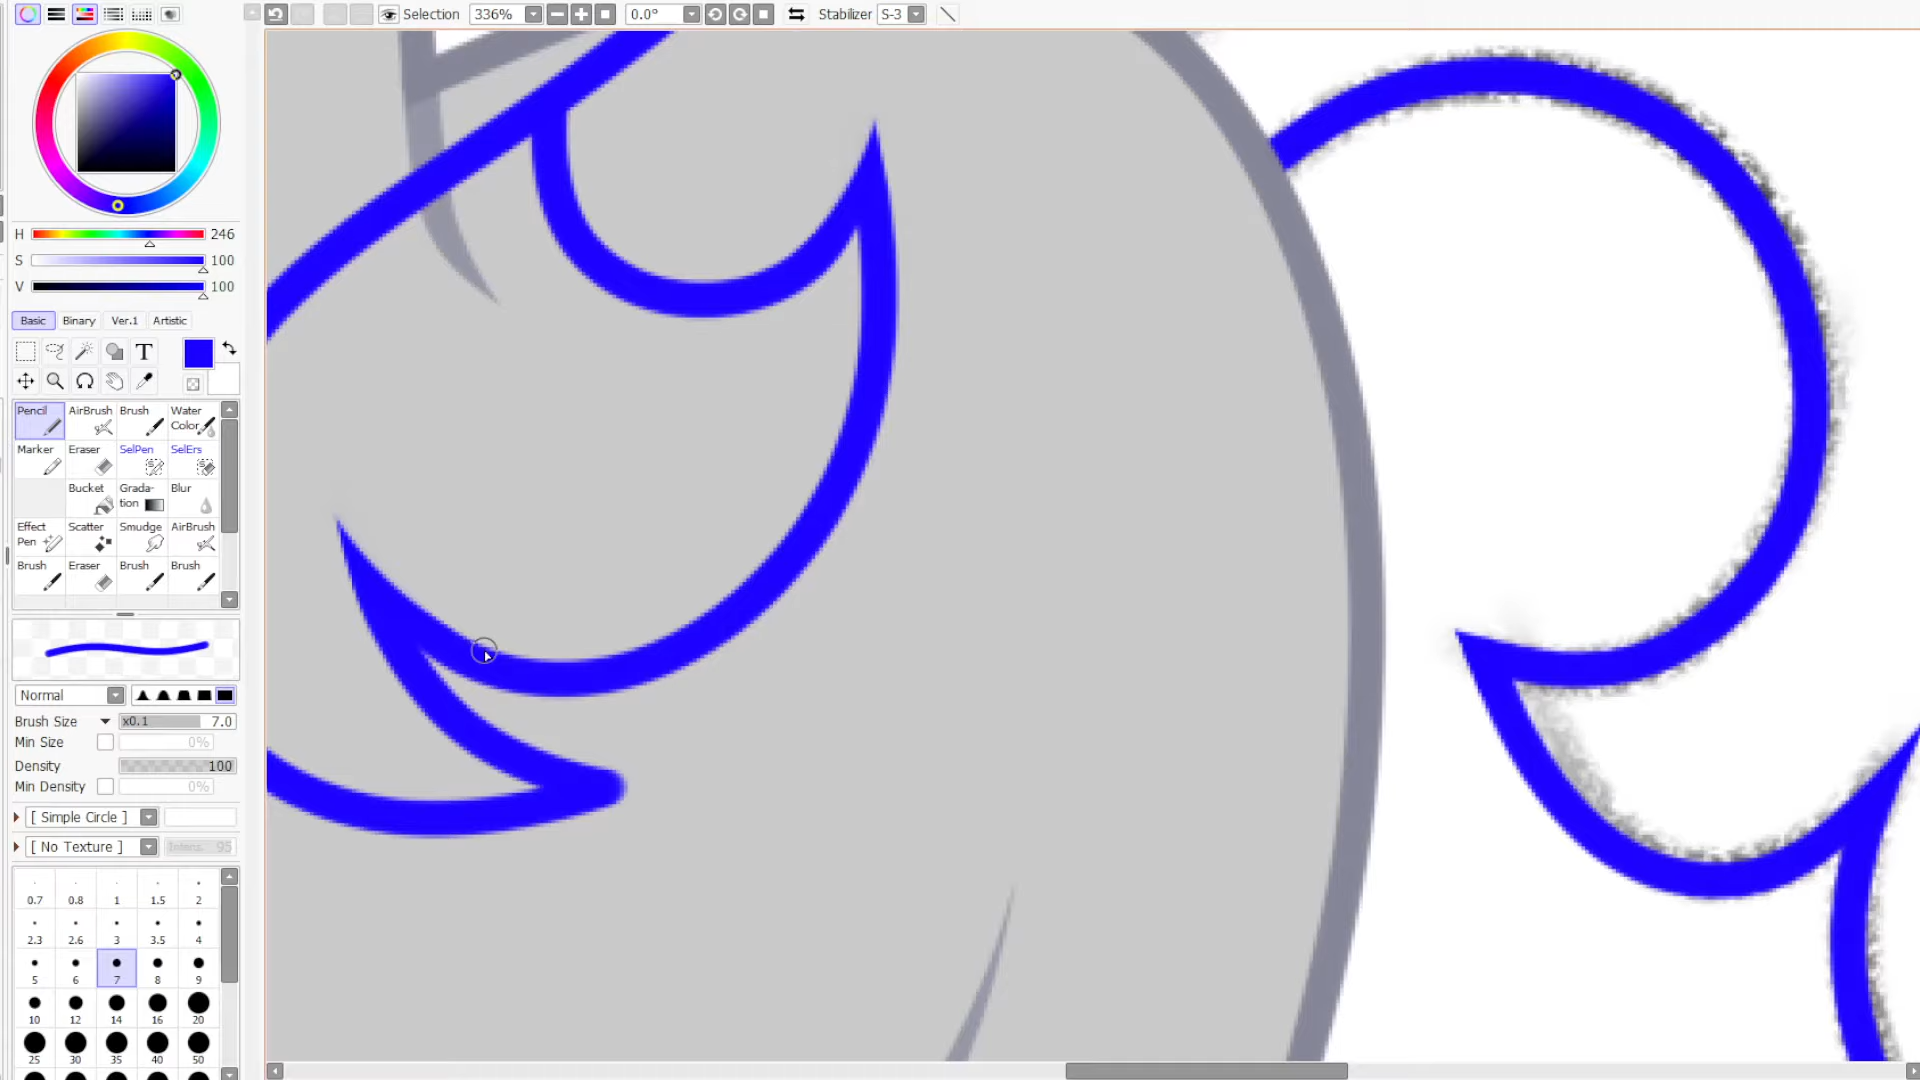 Selection 336% 0.0° Stabilizer S-3
H 246
S 100
V 100
Basic Binary Ver.1 Artistic
T
Pencil AirBrush Brush Water Color
Marker Eraser SelPen SelErs
Bucket Grada-tion Blur
Effect Pen Scatter Smudge AirBrush
Brush Eraser Brush Brush
Normal
Brush Size x0.1 7.0
Min Size 0%
Density 100
Min Density 0%
[ Simple Circle ]
[ No Texture ] Intens. 95
0.7 0.8 1 1.5 2
2.3 2.6 3 3.5 4
5 6 7 8 9
10 12 14 16 20
25 30 35 40 50